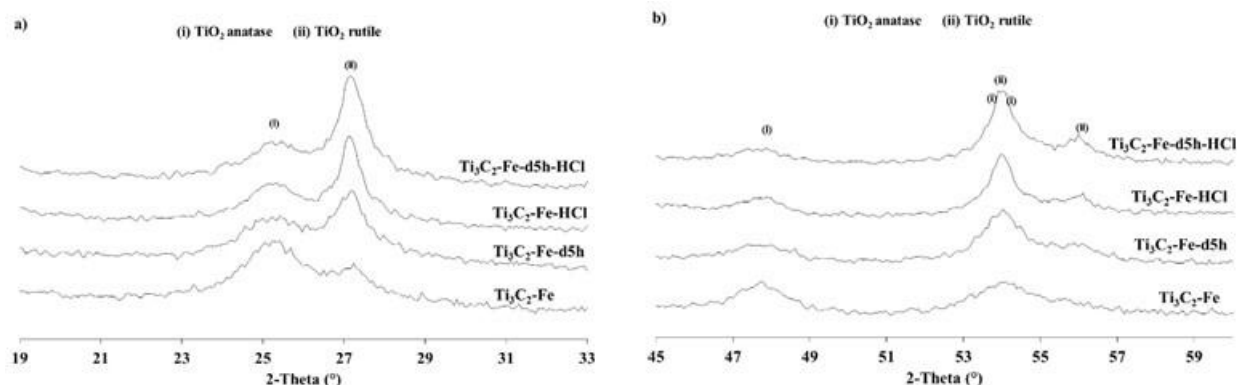 a)
(i) TiO₂ anatase (ii) TiO₂ rutile
(ii)
(i)
Ti₃C₂-Fe-d5h-HCl
Ti₃C₂-Fe-HCl
Ti₃C₂-Fe-d5h
Ti₃C₂-Fe
19 21 23 25 27 29 31 33
2-Theta (°)
b)
(i) TiO₂ anatase (ii) TiO₂ rutile
(ii)
(i) (i)
(i) (ii)
Ti₃C₂-Fe-d5h-HCl
Ti₃C₂-Fe-HCl
Ti₃C₂-Fe-d5h
Ti₃C₂-Fe
45 47 49 51 53 55 57 59
2-Theta (°)